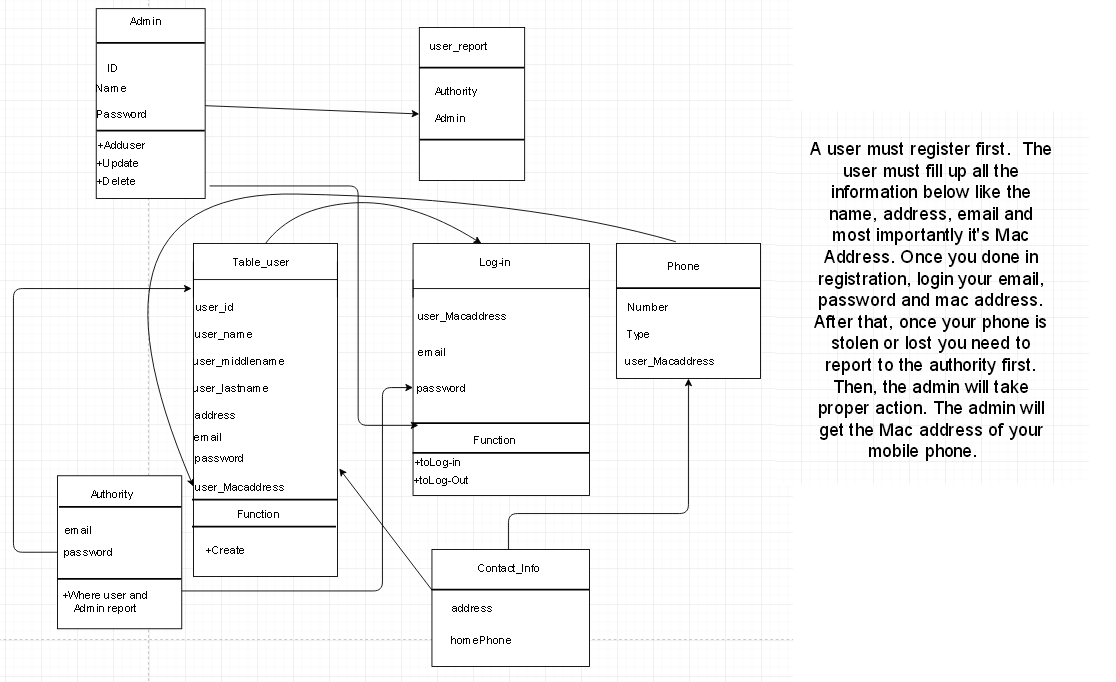 Admin
ID
Name
Password
+Adduser
+Update
+Delete
user_report
Authority
Admin
Table_user
user_id
user_name
user_middlename
user_lastname
address
email
password
user_Macaddress
Function
+Create
Log-in
user_Macaddress
email
password
Function
+toLog-in
+toLog-Out
Phone
Number
Type
user_Macaddress
Authority
email
password
+Where user and
Admin report
Contact_Info
address
homePhone
A user must register first. The
user must fill up all the
information below like the
name, address, email and
most importantly it's Mac
Address. Once you done in
registration, login your email,
password and mac address.
After that, once your phone is
stolen or lost you need to
report to the authority first.
Then, the admin will take
proper action. The admin will
get the Mac address of your
mobile phone.